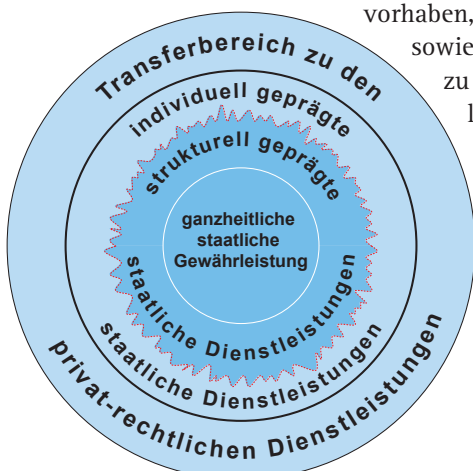 vorhaben,
sowie
zu
Transferbereich zu den
individuell geprägte
strukturell geprägte
ganzheitliche
staatliche
Gewährleistung
staatliche Dienstleistungen
staatliche Dienstleistungen
privat-rechtlichen Dienstleistungen